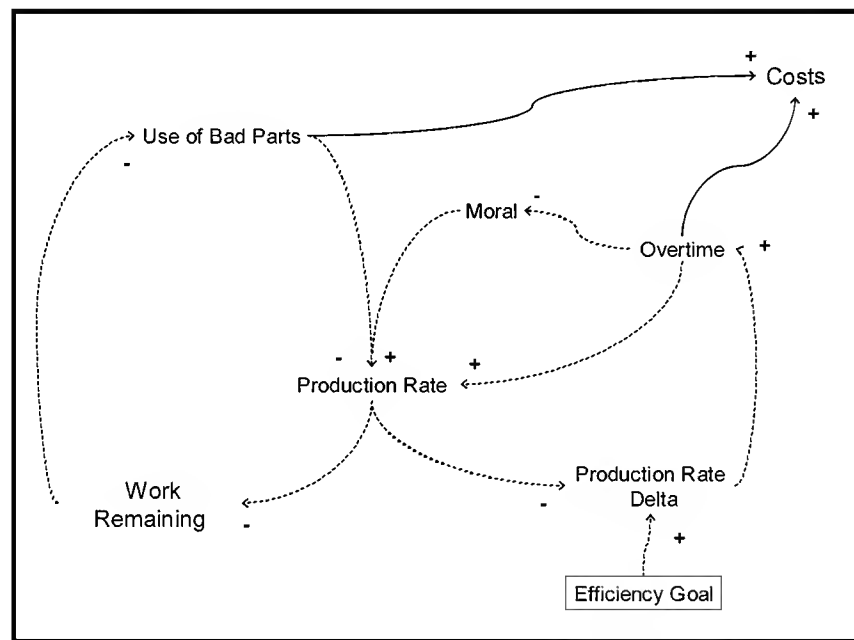 +
Costs
+
Use of Bad Parts
-
-
Moral
Overtime
+
-
+
+
Production Rate
Production Rate
Delta
-
Work
Remaining
-
+
Efficiency Goal